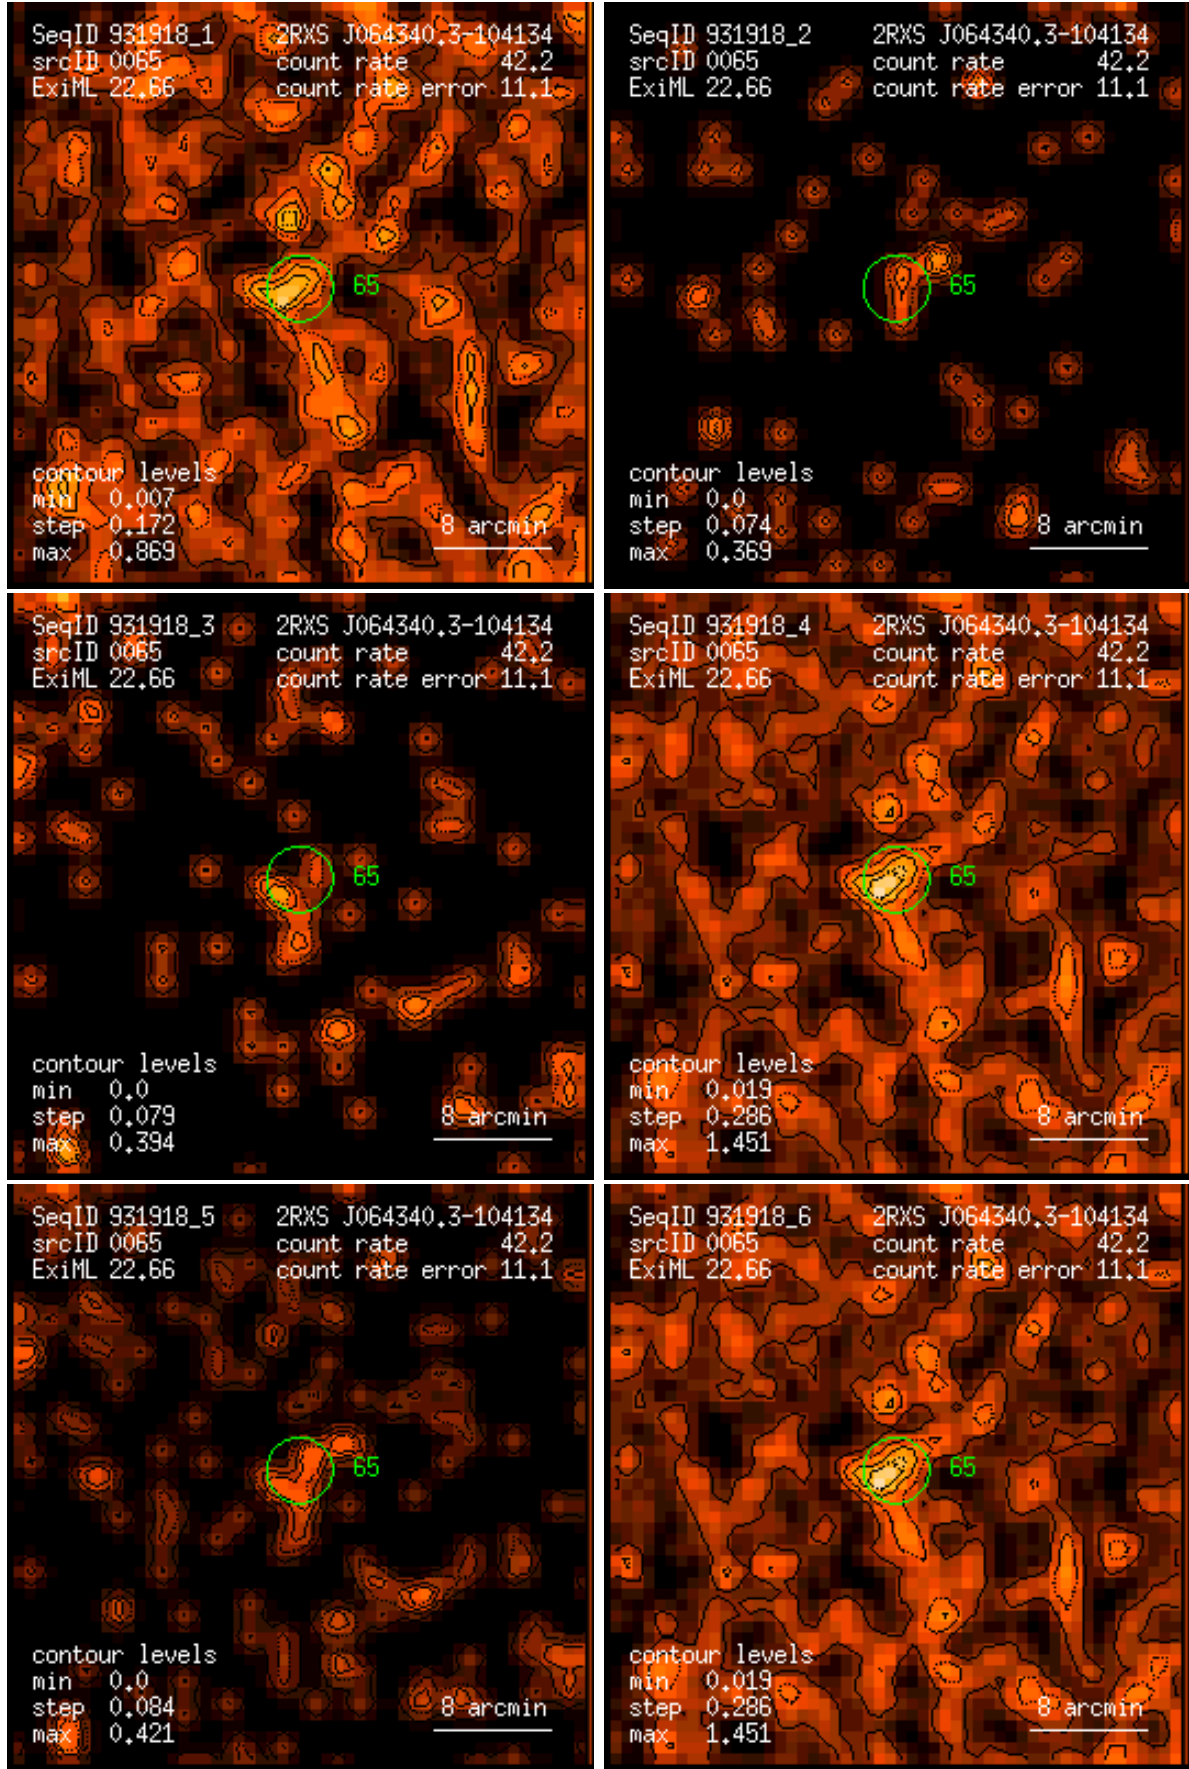 SeqID 931918_1 2RXS J064340.3-104134
srcID 0065 count rate 42.2
ExiML 22.66 count rate error 11.1
65
contour levels
min 0.007
step 0.172
max 0.869
8 arcmin
SeqID 931918_2 2RXS J064340.3-104134
srcID 0065 count rate 42.2
ExiML 22.66 count rate error 11.1
65
contour levels
min 0.0
step 0.074
max 0.369
8 arcmin
SeqID 931918_3 2RXS J064340.3-104134
srcID 0065 count rate 42.2
ExiML 22.66 count rate error 11.1
65
contour levels
min 0.0
step 0.079
max 0.394
8 arcmin
SeqID 931918_4 2RXS J064340.3-104134
srcID 0065 count rate 42.2
ExiML 22.66 count rate error 11.1
65
contour levels
min 0.019
step 0.286
max 1.451
8 arcmin
SeqID 931918_5 2RXS J064340.3-104134
srcID 0065 count rate 42.2
ExiML 22.66 count rate error 11.1
65
contour levels
min 0.0
step 0.084
max 0.421
8 arcmin
SeqID 931918_6 2RXS J064340.3-104134
srcID 0065 count rate 42.2
ExiML 22.66 count rate error 11.1
65
contour levels
min 0.019
step 0.286
max 1.451
8 arcmin